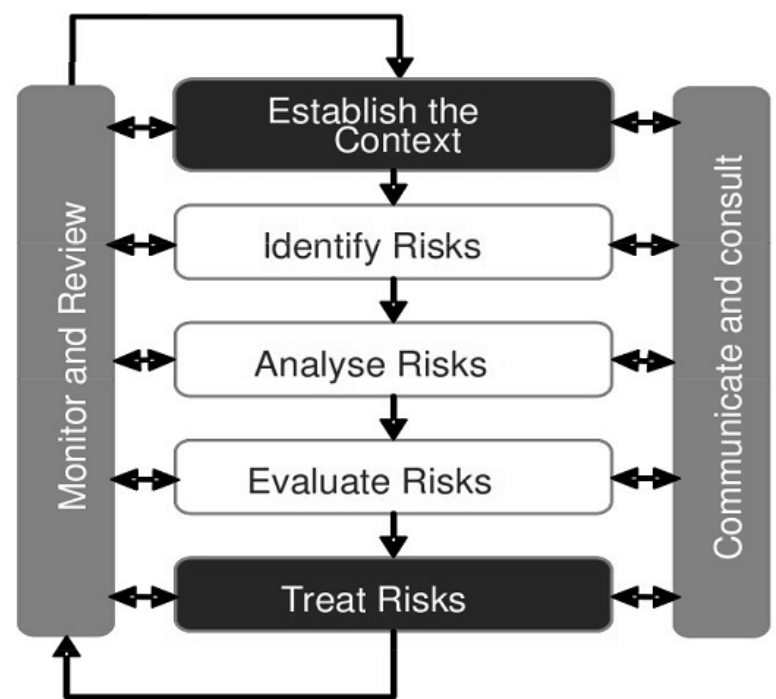 Establish the
Context
Identify Risks
Analyse Risks
Evaluate Risks
Treat Risks
Monitor and Review
Communicate and consult